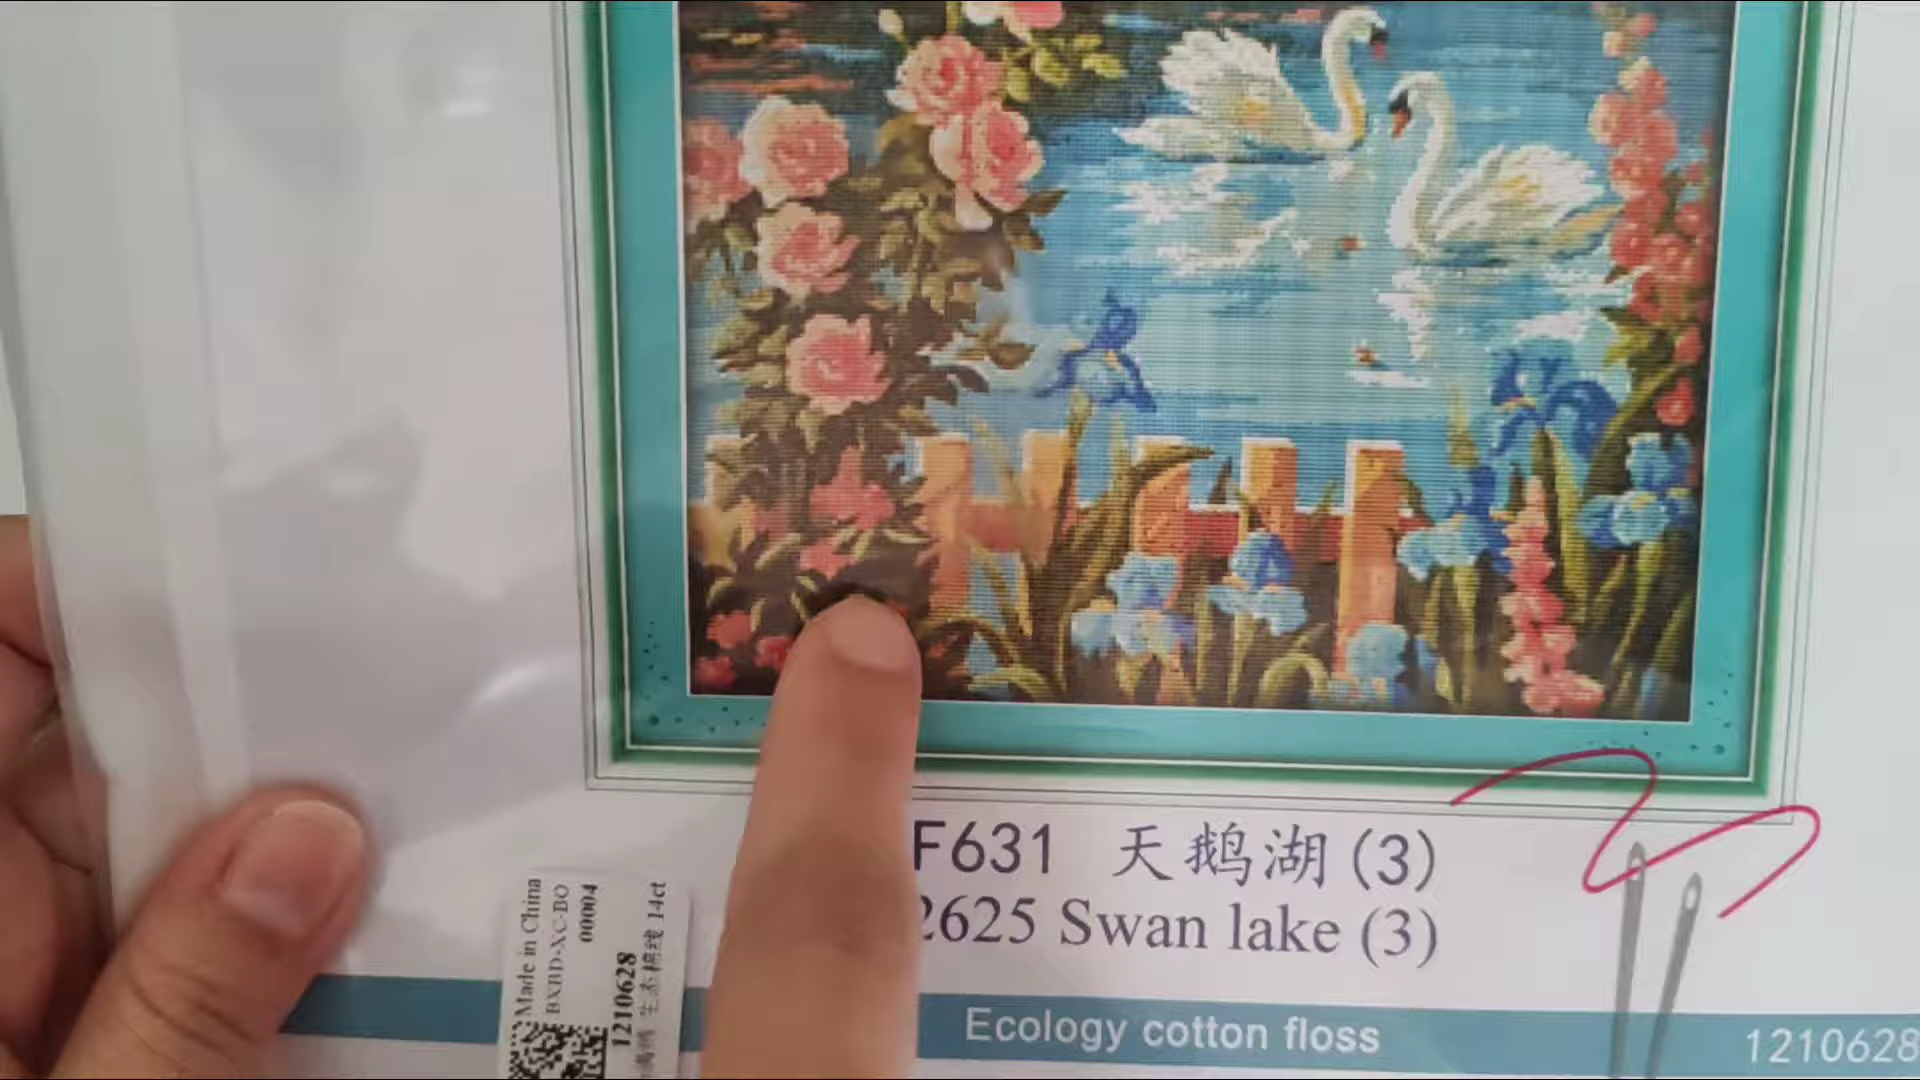 F631 天鹅湖 (3)
2625 Swan lake (3)
Made in China
BXBD-XC-BO
00004
1210628
生态棉线 14ct
Ecology cotton floss
1210628